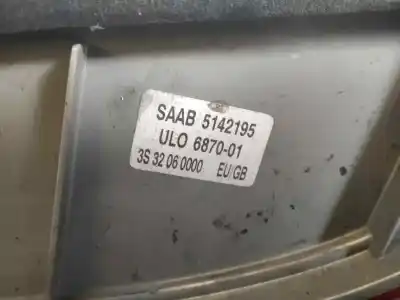 SAAB 5142195
ULO 6870-01
3S 32 06 0000 EU/GB